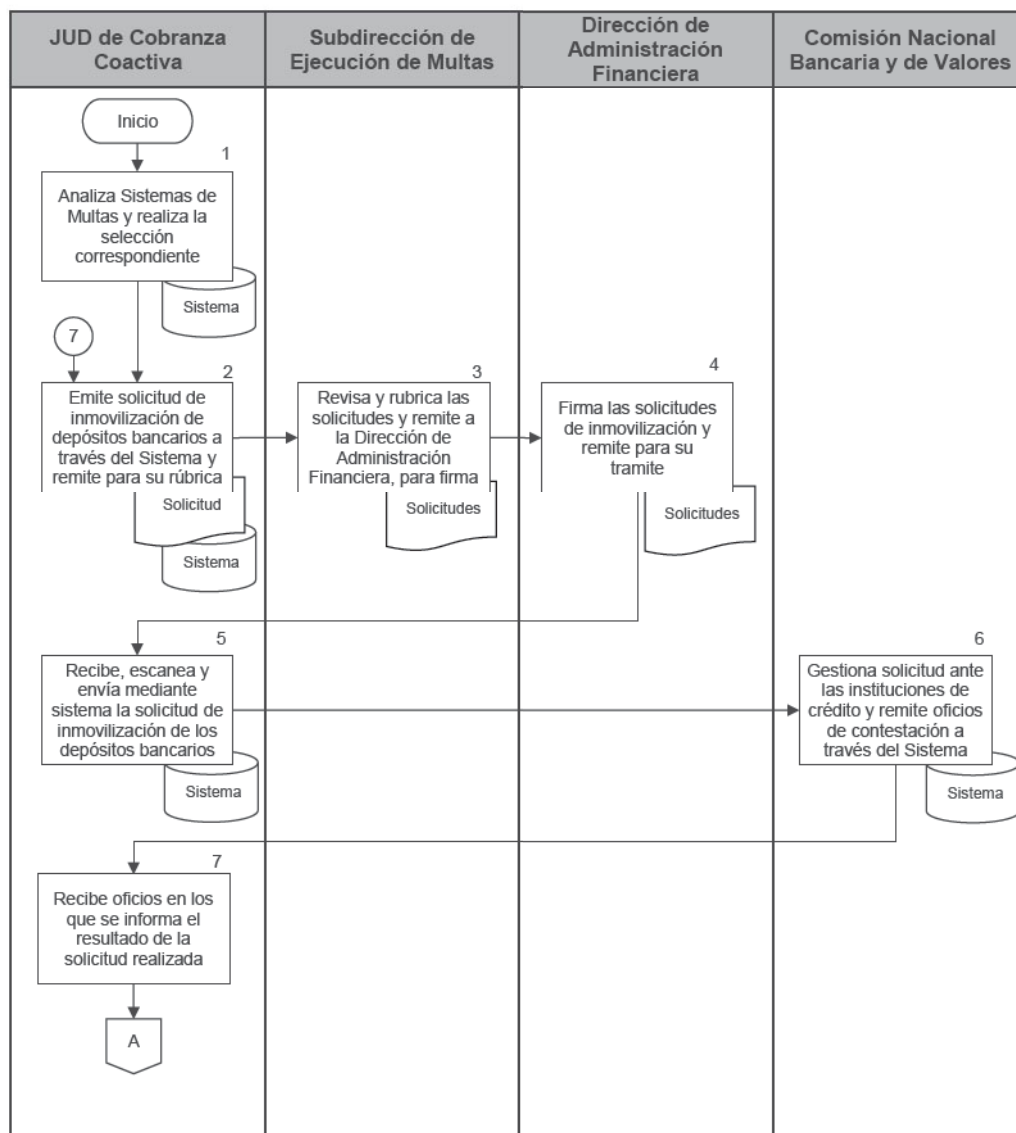 JUD de Cobranza
Coactiva
Subdirección de
Ejecución de Multas
Dirección de
Administración
Financiera
Comisión Nacional
Bancaria y de Valores
Inicio
1
Analiza Sistemas de
Multas y realiza la
selección
correspondiente
Sistema
7
2
Emite solicitud de
inmovilización de
depósitos bancarios a
través del Sistema y
remite para su rúbrica
Solicitud
Sistema
3
Revisa y rubrica las
solicitudes y remite a
la Dirección de
Administración
Financiera, para firma
Solicitudes
4
Firma las solicitudes
de inmovilización y
remite para su
tramite
Solicitudes
5
Recibe, escanea y
envía mediante
sistema la solicitud de
inmovilización de los
depósitos bancarios
Sistema
6
Gestiona solicitud ante
las instituciones de
crédito y remite oficios
de contestación a
través del Sistema
Sistema
7
Recibe oficios en los
que se informa el
resultado de la
solicitud realizada
A